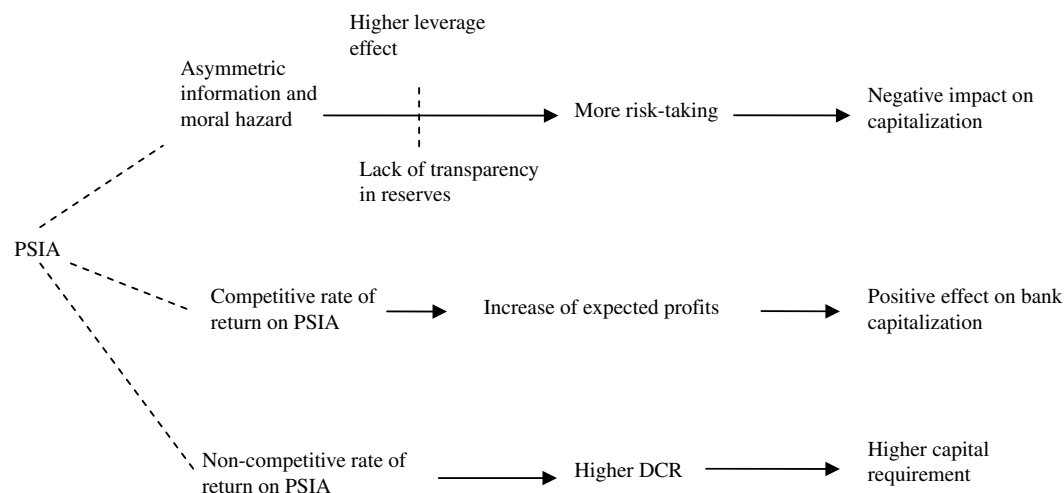 Higher leverage
effect
Asymmetric
information and
moral hazard
More risk-taking
Negative impact on
capitalization
Lack of transparency
in reserves
PSIA
Competitive rate of
return on PSIA
Increase of expected profits
Positive effect on bank
capitalization
Non-competitive rate of
return on PSIA
Higher DCR
Higher capital
requirement